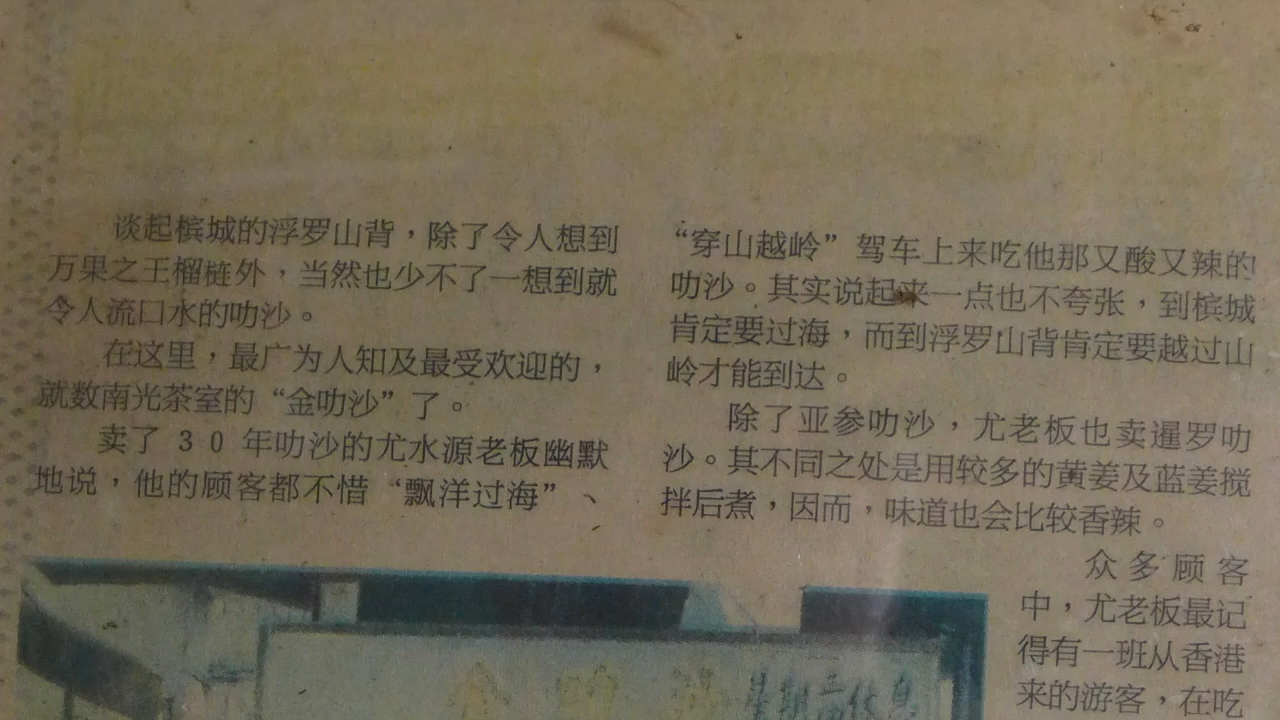 谈起槟城的浮罗山背，除了令人想到
万果之王榴梿外，当然也少不了一想到就
令人流口水的叻沙。
在这里，最广为人知及最受欢迎的，
就数南光茶室的“金叻沙”了。
卖了30年叻沙的尤水源老板幽默
地说，他的顾客都不惜“飘洋过海”、
“穿山越岭”驾车上来吃他那又酸又辣的
叻沙。其实说起来一点也不夸张，到槟城
肯定要过海，而到浮罗山背肯定要越过山
岭才能到达。
除了亚参叻沙，尤老板也卖暹罗叻
沙。其不同之处是用较多的黄姜及蓝姜搅
拌后煮，因而，味道也会比较香辣。
众多顾客
中，尤老板最记
得有一班从香港
来的游客，在吃
金叻沙